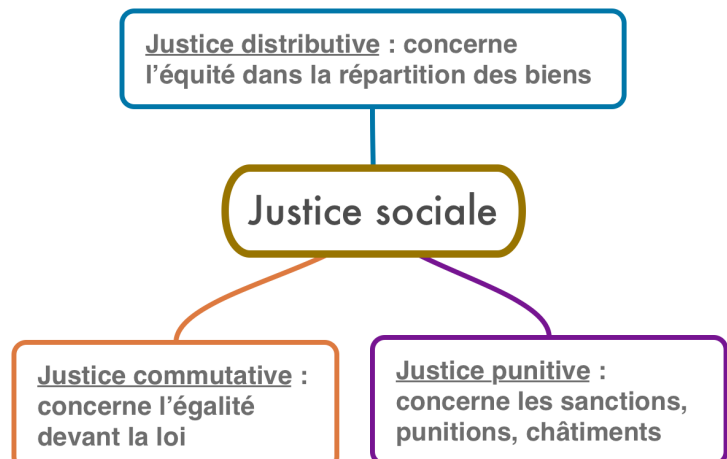 Justice distributive : concerne
l’équité dans la répartition des biens
Justice sociale
Justice commutative :
concerne l’égalité
devant la loi
Justice punitive :
concerne les sanctions,
punitions, châtiments